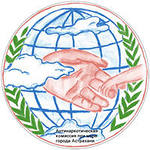 Антинаркотическая
комиссия при мэре
города Астрахани